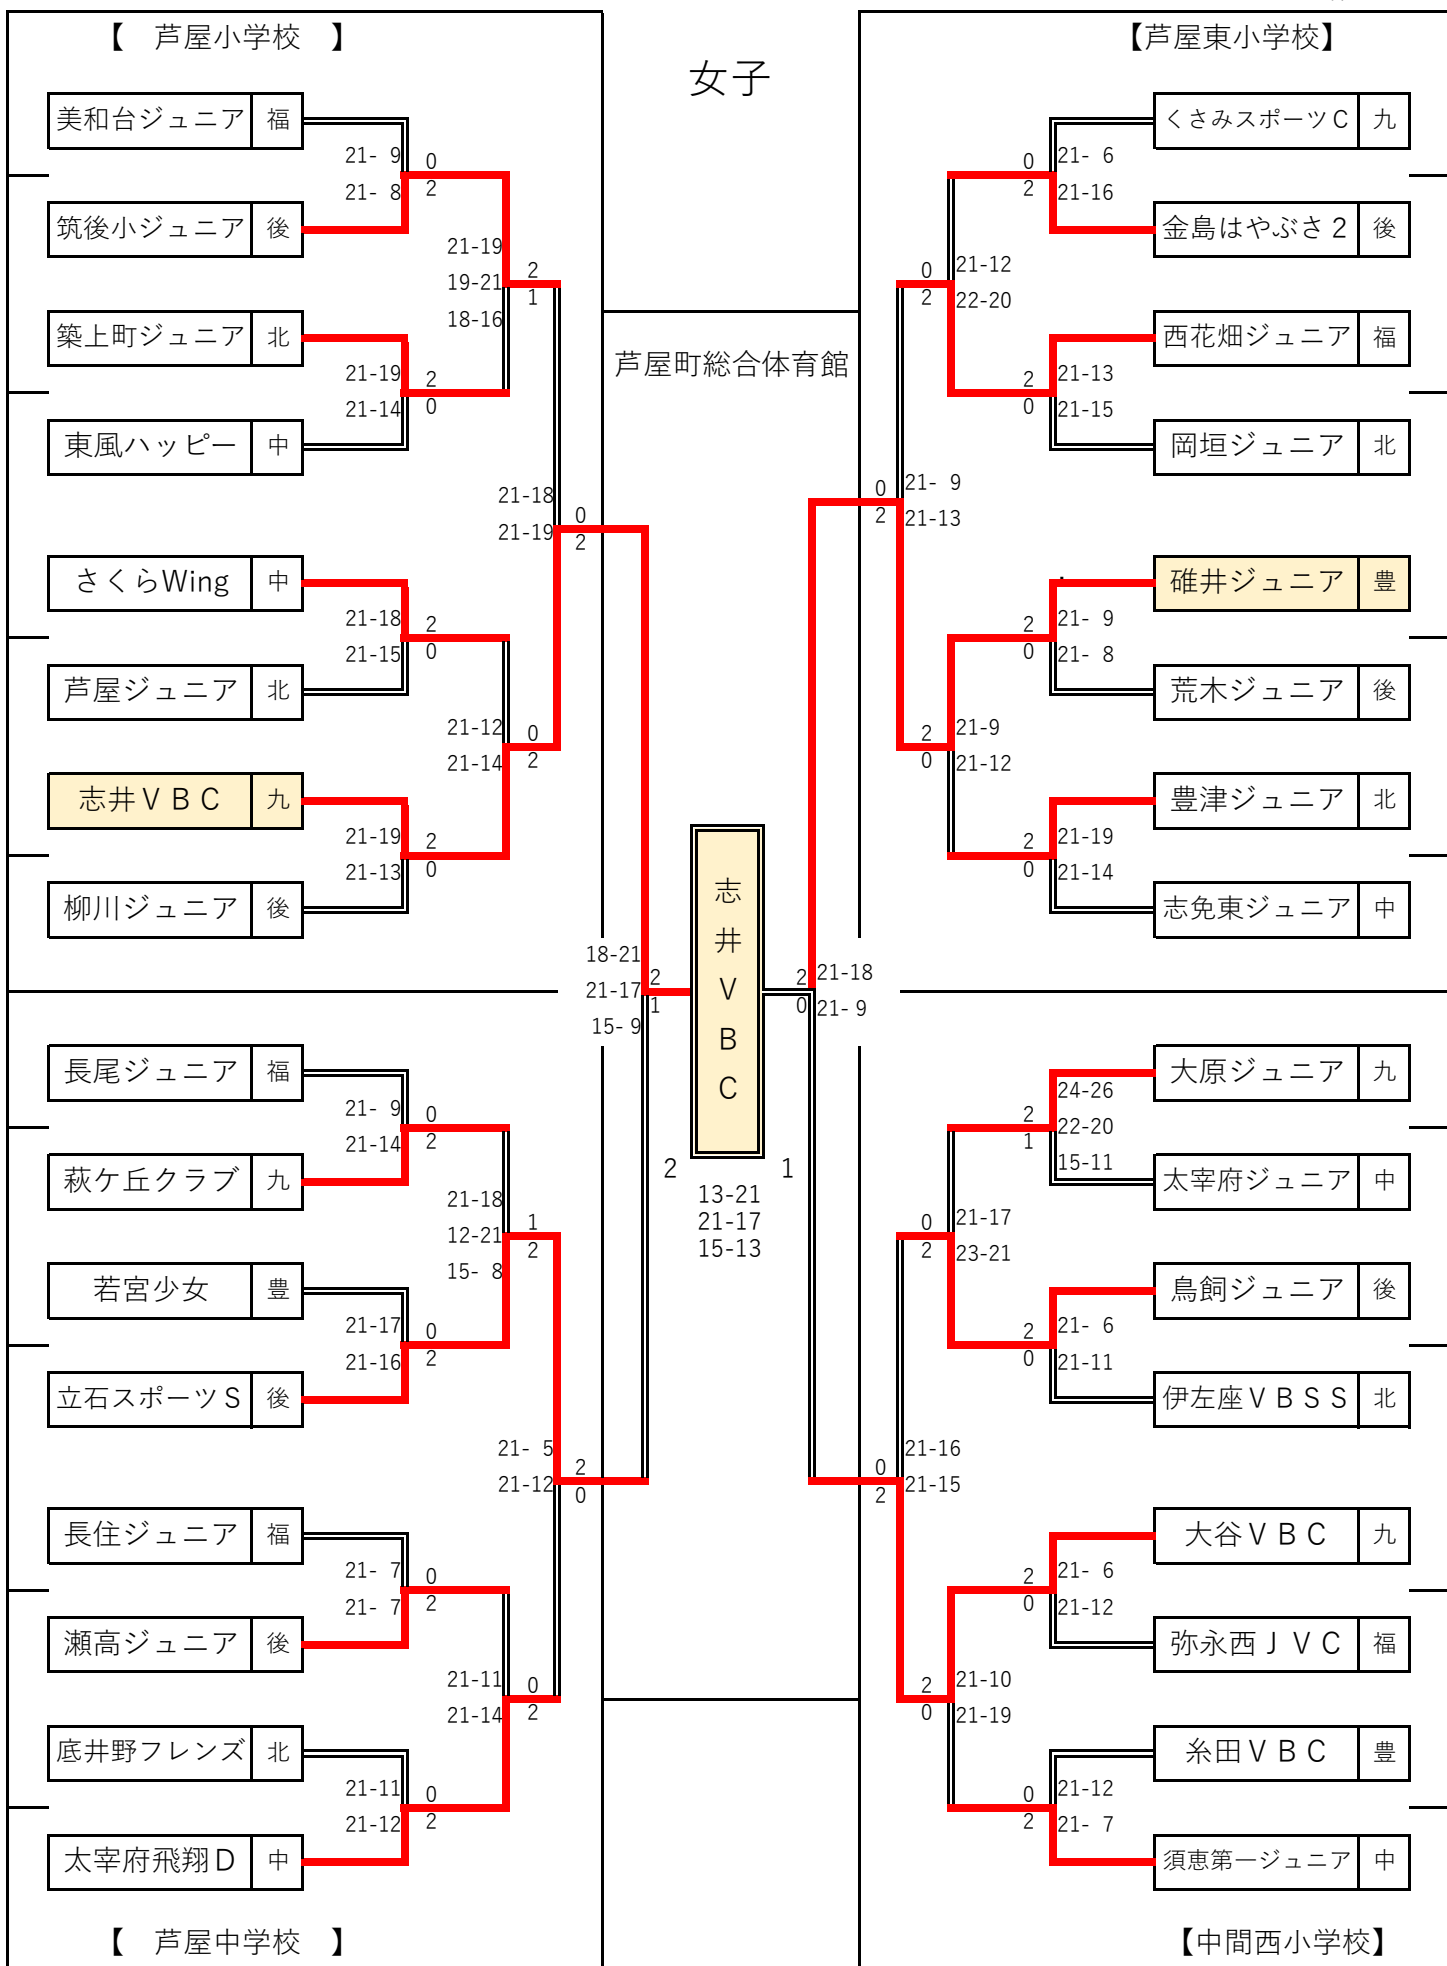 【　芦屋小学校　】
美和台ジュニア 福
21- 9 0
21- 8 2
筑後小ジュニア 後
21-19
19-21 2
18-16 1
築上町ジュニア 北
21-19 2
21-14 0
東風ハッピー 中
21-18 0
21-19 2
さくらWing 中
21-18 2
21-15 0
芦屋ジュニア 北
21-12 0
21-14 2
志井ＶＢＣ 九
21-19 2
21-13 0
柳川ジュニア 後
女子
芦屋町総合体育館
【芦屋東小学校】
くさみスポーツＣ 九
0 21- 6
2 21-16
金島はやぶさ２ 後
0 21-12
2 22-20
西花畑ジュニア 福
2 21-13
0 21-15
岡垣ジュニア 北
0 21- 9
2 21-13
碓井ジュニア 豊
2 21- 9
0 21- 8
荒木ジュニア 後
2 21-9
0 21-12
豊津ジュニア 北
2 21-19
0 21-14
志免東ジュニア 中
18-21
21-17 2
15- 9 1
志
井
Ｖ
Ｂ
Ｃ
2 21-18
0 21- 9
2 1
13-21
21-17
15-13
長尾ジュニア 福
21- 9 0
21-14 2
萩ケ丘クラブ 九
21-18
12-21 1
15- 8 2
若宮少女 豊
21-17 0
21-16 2
立石スポーツＳ 後
21- 5 2
21-12 0
長住ジュニア 福
21- 7 0
21- 7 2
瀬高ジュニア 後
21-11 0
21-14 2
底井野フレンズ 北
21-11 0
21-12 2
太宰府飛翔Ｄ 中
【　芦屋中学校　】
大原ジュニア 九
24-26
2 22-20
1 15-11
太宰府ジュニア 中
0 21-17
2 23-21
鳥飼ジュニア 後
2 21- 6
0 21-11
伊左座ＶＢＳＳ 北
0 21-16
2 21-15
大谷ＶＢＣ 九
2 21- 6
0 21-12
弥永西ＪＶＣ 福
2 21-10
0 21-19
糸田ＶＢＣ 豊
0 21-12
2 21- 7
須恵第一ジュニア 中
【中間西小学校】